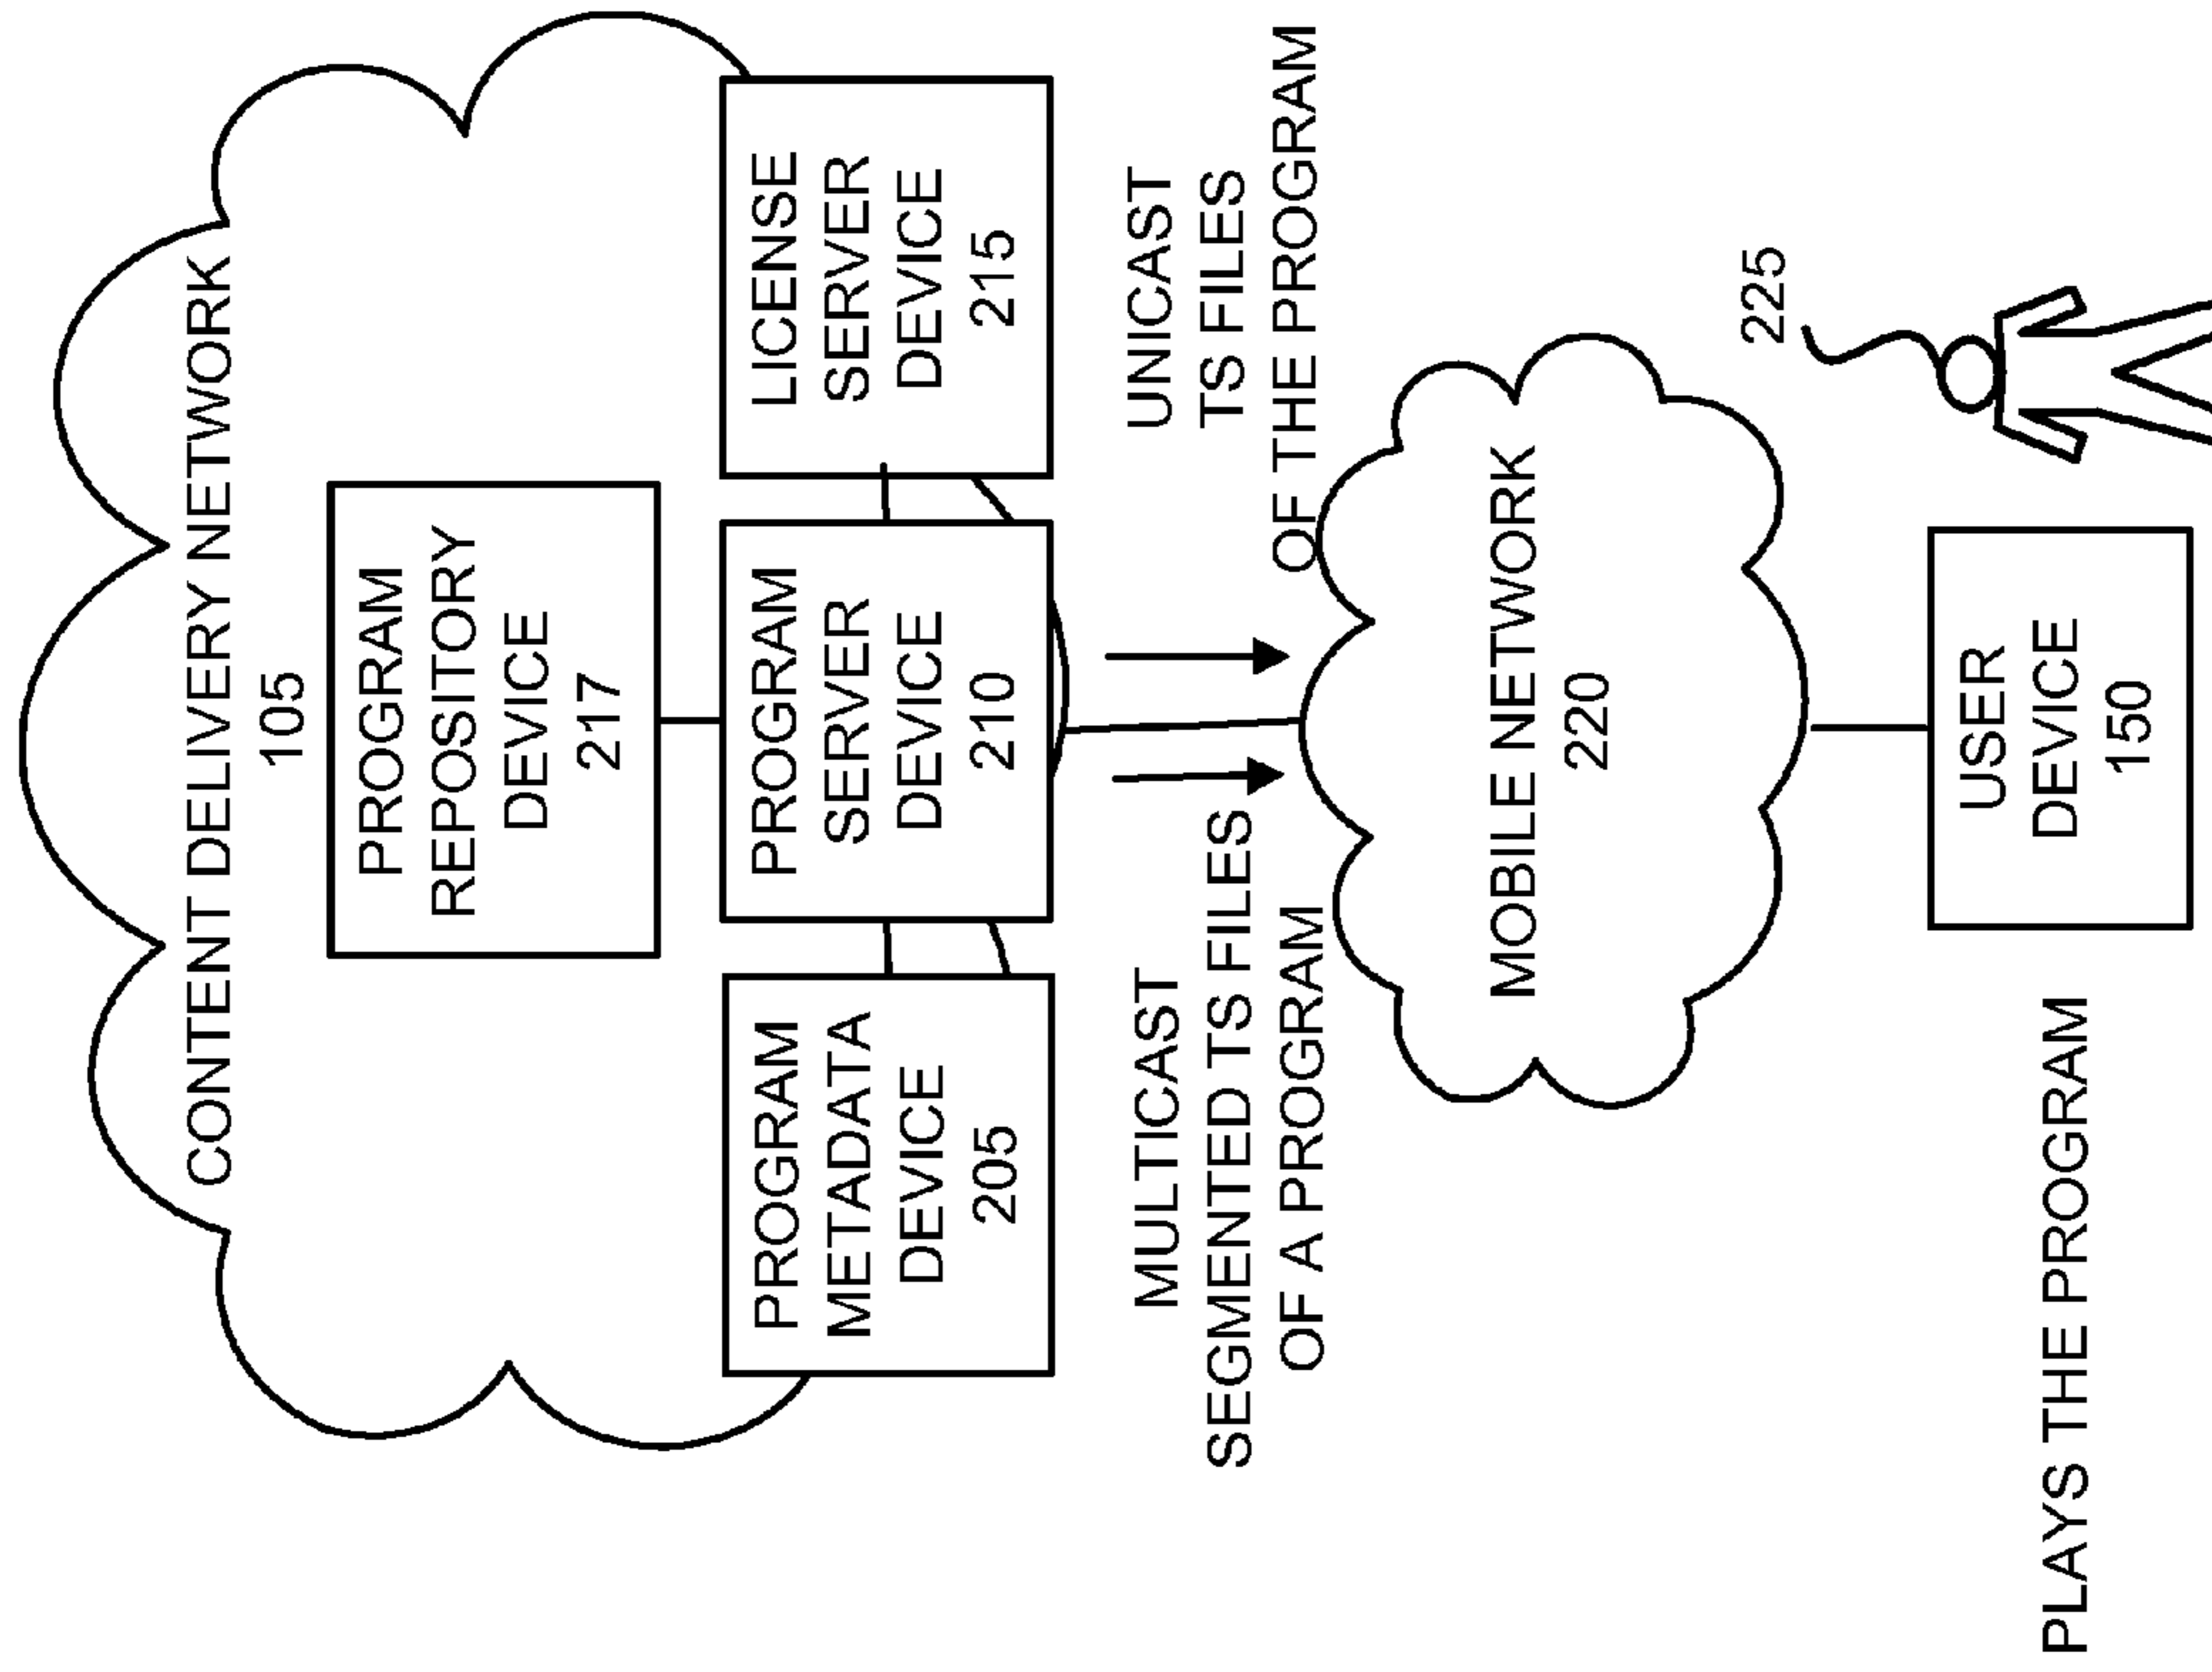 CONTENT DELIVERY NETWORK
105
PROGRAM
REPOSITORY
DEVICE
217
PROGRAM
METADATA
DEVICE
205
PROGRAM
SERVER
DEVICE
210
LICENSE
SERVER
DEVICE
215
MULTICAST
SEGMENTED TS FILES
OF A PROGRAM
UNICAST
TS FILES
OF THE PROGRAM
MOBILE NETWORK
220
225
PLAYS THE PROGRAM
USER
DEVICE
150